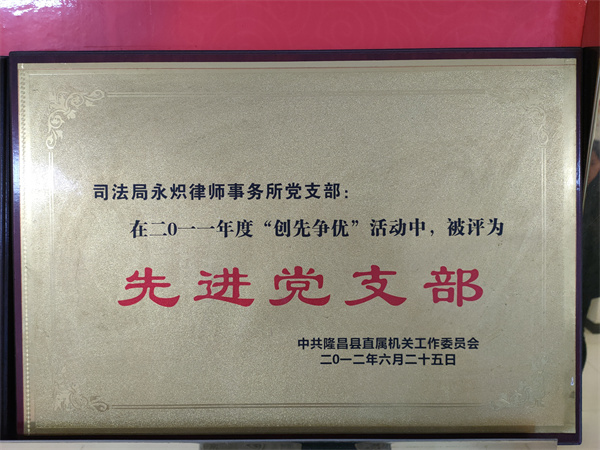 司法局永炽律师事务所党支部：
在二0一一年度“创先争优”活动中，被评为
先进党支部
中共隆昌县直属机关工作委员会
二0一二年六月二十五日